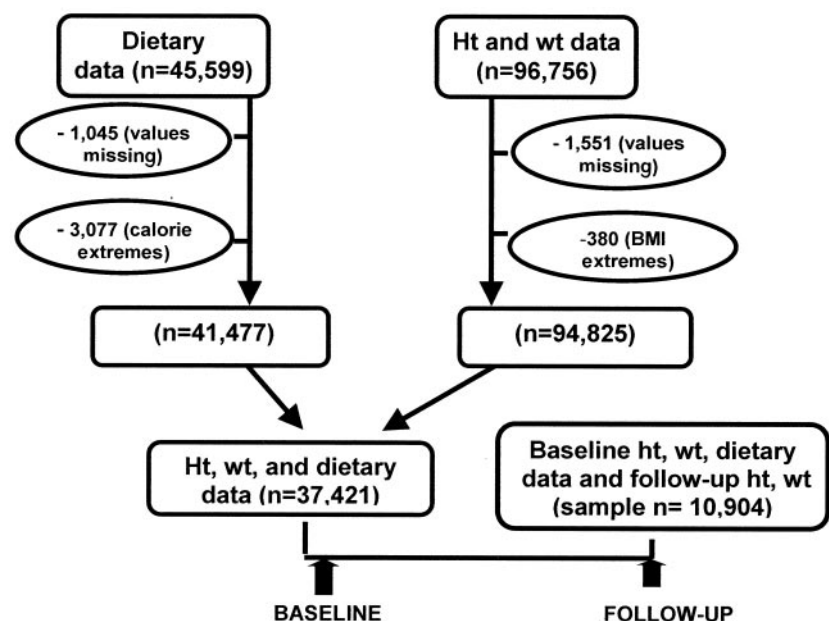 Dietary
data (n=45,599)
Ht and wt data
(n=96,756)
- 1,045 (values
missing)
- 1,551 (values
missing)
- 3,077 (calorie
extremes)
-380 (BMI
extremes)
(n=41,477)
(n=94,825)
Ht, wt, and dietary
data (n=37,421)
Baseline ht, wt, dietary
data and follow-up ht, wt
(sample n= 10,904)
BASELINE
FOLLOW-UP